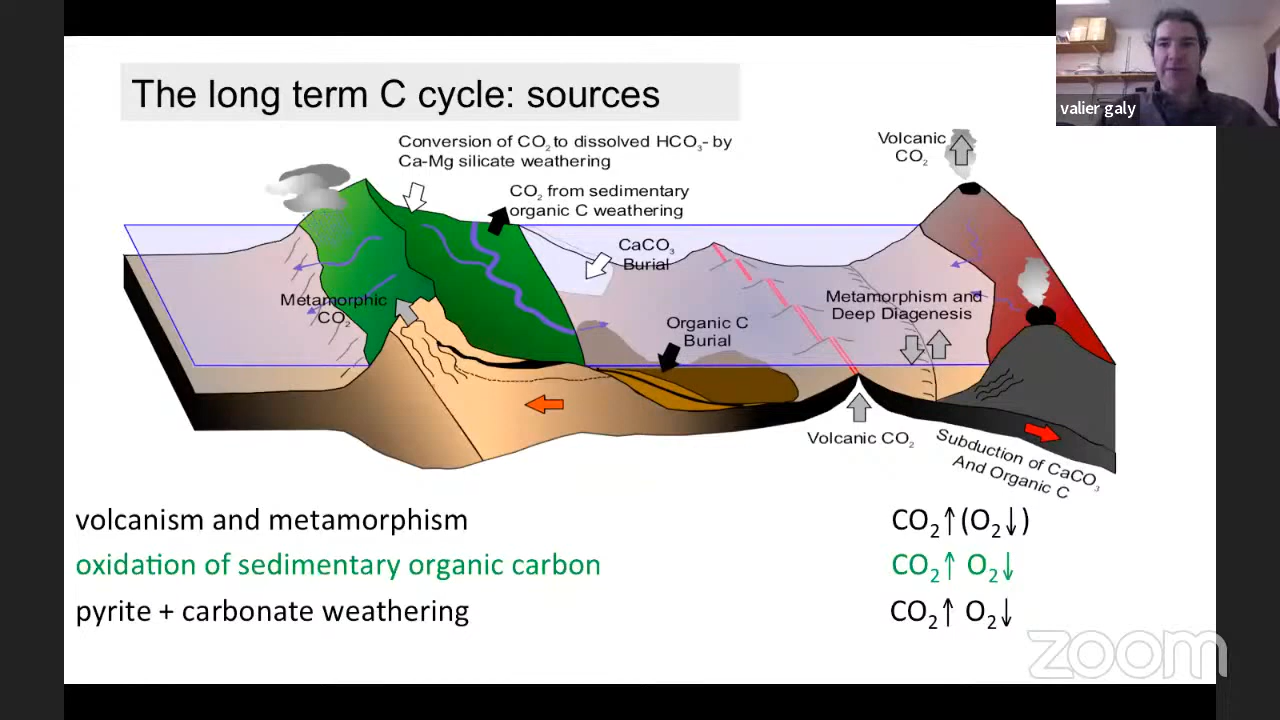 The long term C cycle: sources
valier galy
Conversion of CO₂ to dissolved HCO₃- by
Ca-Mg silicate weathering
Volcanic
CO₂
CO₂ from sedimentary
organic C weathering
CaCO₃
Burial
Metamorphic
CO₂
Metamorphism and
Deep Diagenesis
Organic C
Burial
Volcanic CO₂
Subduction of CaCO₃
And Organic C
volcanism and metamorphism CO₂↑(O₂↓)
oxidation of sedimentary organic carbon CO₂↑ O₂↓
pyrite + carbonate weathering CO₂↑ O₂↓
zoom